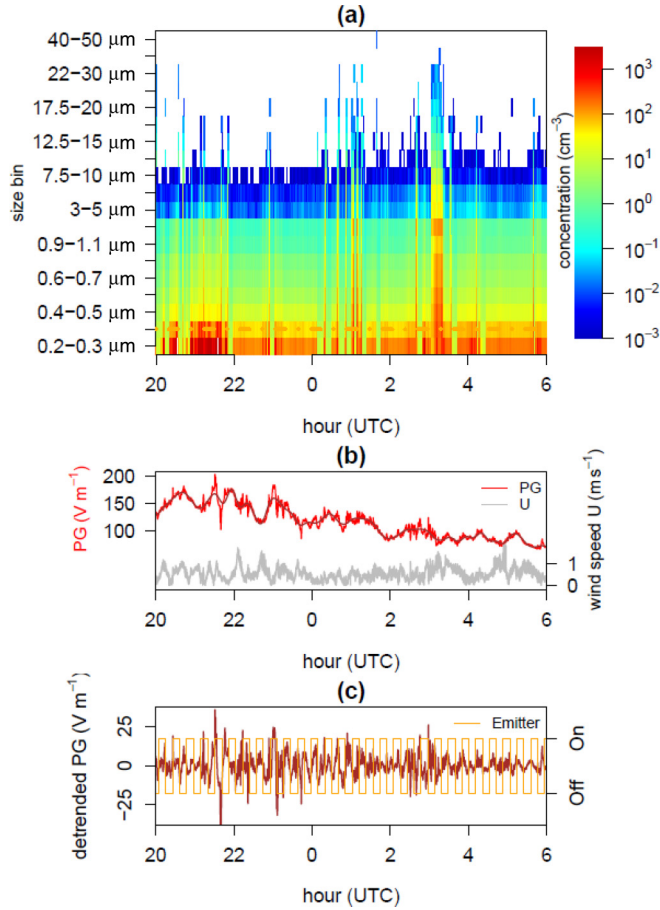 (a)
40−50 μm
22−30 μm
17.5−20 μm
12.5−15 μm
7.5−10 μm
3−5 μm
0.9−1.1 μm
0.6−0.7 μm
0.4−0.5 μm
0.2−0.3 μm
size bin
20 22 0 2 4 6
hour (UTC)
10³
10²
10¹
10⁰
10⁻¹
10⁻²
10⁻³
concentration (cm⁻³)
(b)
200
150
100
PG (V m⁻¹)
PG
U
1
0
wind speed U (ms⁻¹)
20 22 0 2 4 6
hour (UTC)
(c)
25
0
−25
detrended PG (V m⁻¹)
Emitter
On
Off
20 22 0 2 4 6
hour (UTC)